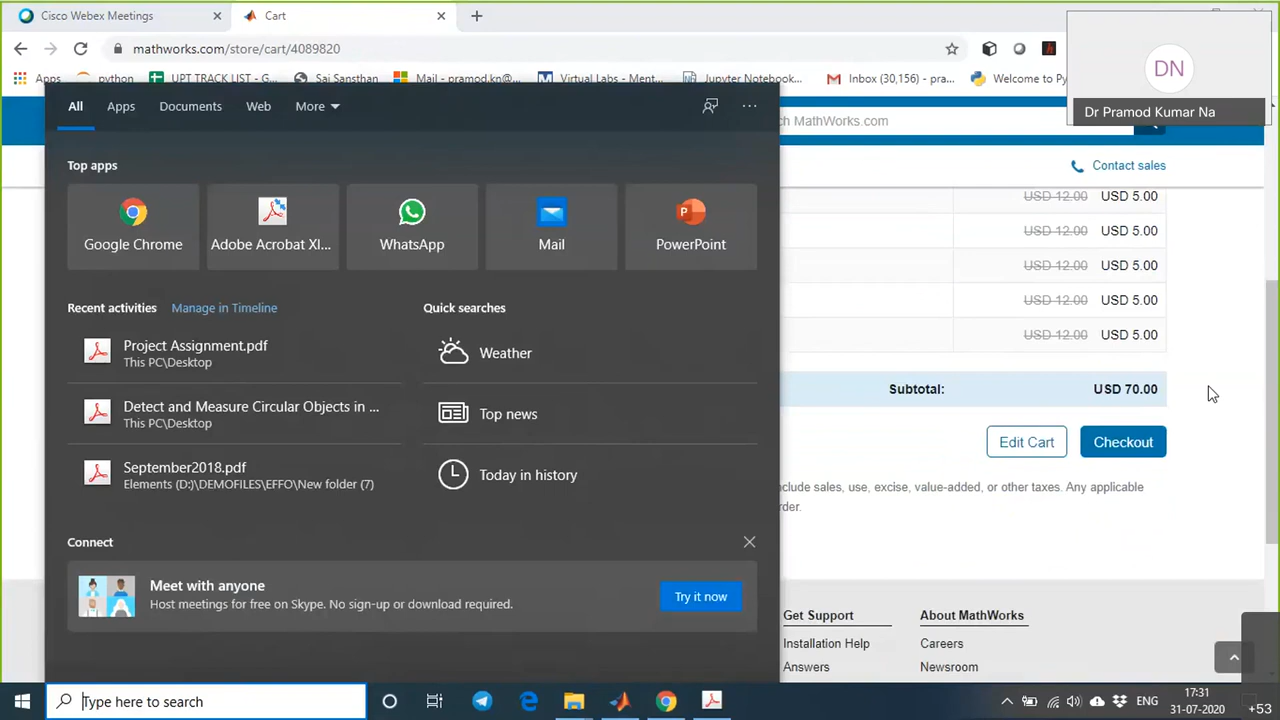 Cisco Webex Meetings
Cart
mathworks.com/store/cart/4089820
Apps
python
UPT TRACK LIST - G...
Sai Sansthan
Mail - pramod.kn@...
Virtual Labs - Ment...
Jupyter Notebook...
Inbox (30,156) - pra...
Welcome to Py
DN
Dr Pramod Kumar Na
All
Apps
Documents
Web
More
MathWorks.com
Contact sales
Top apps
Google Chrome
Adobe Acrobat XI...
WhatsApp
Mail
PowerPoint
USD 12.00 USD 5.00
USD 12.00 USD 5.00
USD 12.00 USD 5.00
USD 12.00 USD 5.00
USD 12.00 USD 5.00
Recent activities
Manage in Timeline
Quick searches
Project Assignment.pdf
This PC\Desktop
Detect and Measure Circular Objects in ...
This PC\Desktop
September2018.pdf
Elements (D:)\DEMOFILES\EFFO\New folder (7)
Weather
Top news
Today in history
Subtotal:
USD 70.00
Edit Cart
Checkout
include sales, use, excise, value-added, or other taxes. Any applicable
Connect
Meet with anyone
Host meetings for free on Skype. No sign-up or download required.
Try it now
Get Support
About MathWorks
Installation Help
Careers
Answers
Newsroom
Type here to search
ENG
17:31
31-07-2020
+53